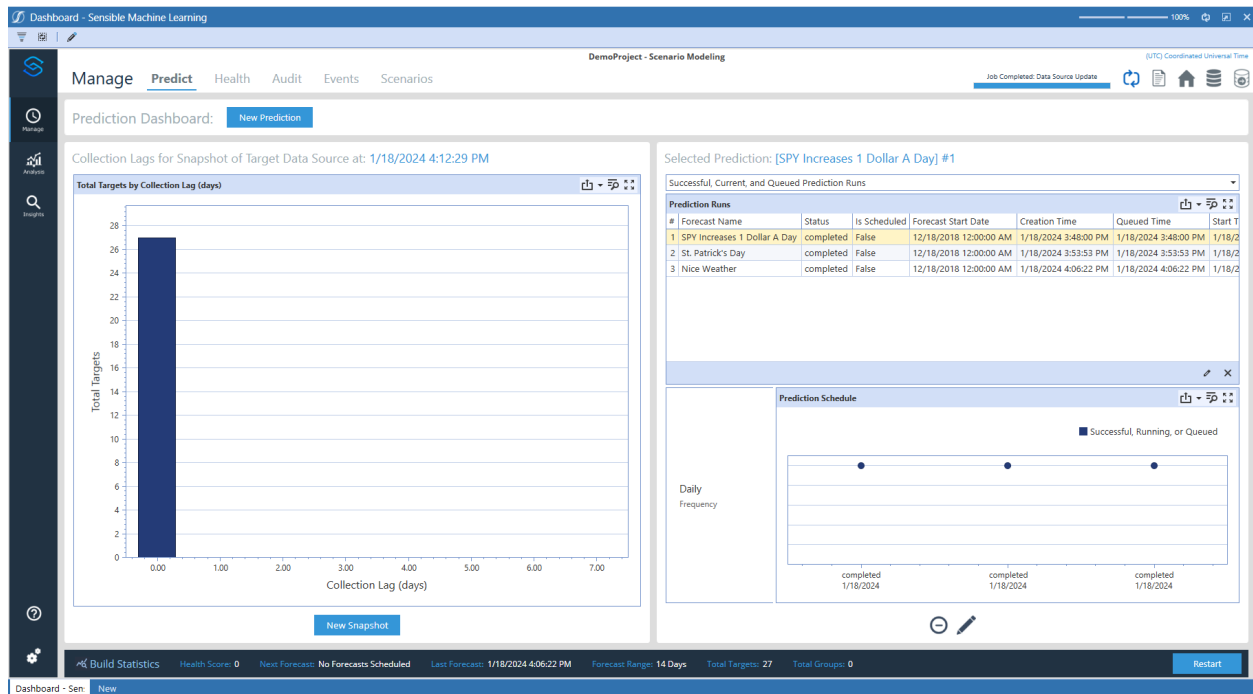 Dashboard - Sensible Machine Learning
100%
DemoProject - Scenario Modeling
(UTC) Coordinated Universal Time
Manage Predict Health Audit Events Scenarios
Job Completed: Data Source Update
Manage
Analysis
Insights
Prediction Dashboard: New Prediction
Collection Lags for Snapshot of Target Data Source at: 1/18/2024 4:12:29 PM
Total Targets by Collection Lag (days)
28
26
24
22
20
18
16
14
12
10
8
6
4
2
0
Total Targets
0.00 1.00 2.00 3.00 4.00 5.00 6.00 7.00
Collection Lag (days)
New Snapshot
Selected Prediction: [SPY Increases 1 Dollar A Day] #1
Successful, Current, and Queued Prediction Runs
Prediction Runs
# Forecast Name Status Is Scheduled Forecast Start Date Creation Time Queued Time Start T
1 SPY Increases 1 Dollar A Day completed False 12/18/2018 12:00:00 AM 1/18/2024 3:48:00 PM 1/18/2024 3:48:00 PM 1/18/2
2 St. Patrick's Day completed False 12/18/2018 12:00:00 AM 1/18/2024 3:53:53 PM 1/18/2024 3:53:53 PM 1/18/2
3 Nice Weather completed False 12/18/2018 12:00:00 AM 1/18/2024 4:06:22 PM 1/18/2024 4:06:22 PM 1/18/2
Prediction Schedule
Successful, Running, or Queued
Daily
Frequency
completed completed completed
1/18/2024 1/18/2024 1/18/2024
Build Statistics Health Score: 0 Next Forecast: No Forecasts Scheduled Last Forecast: 1/18/2024 4:06:22 PM Forecast Range: 14 Days Total Targets: 27 Total Groups: 0 Restart
Dashboard - Sen: New